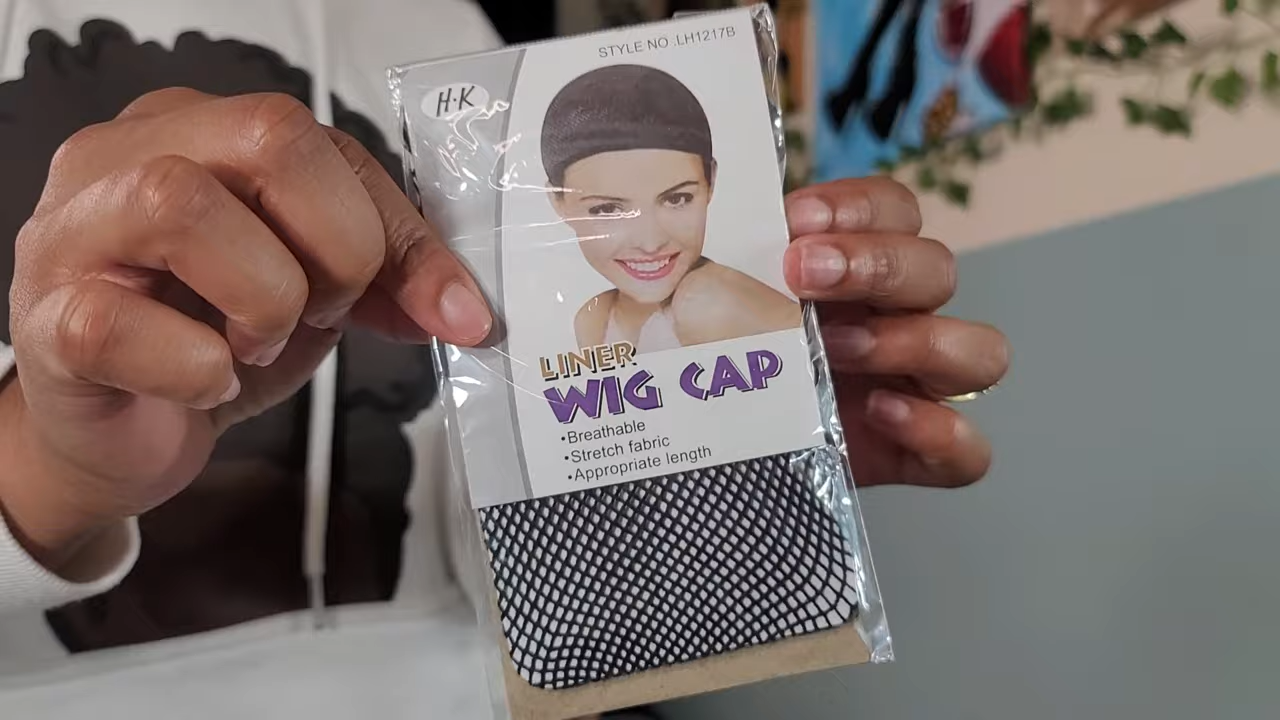 STYLE NO .LH1217B
H·K
LINER
WIG CAP
•Breathable
•Stretch fabric
•Appropriate length